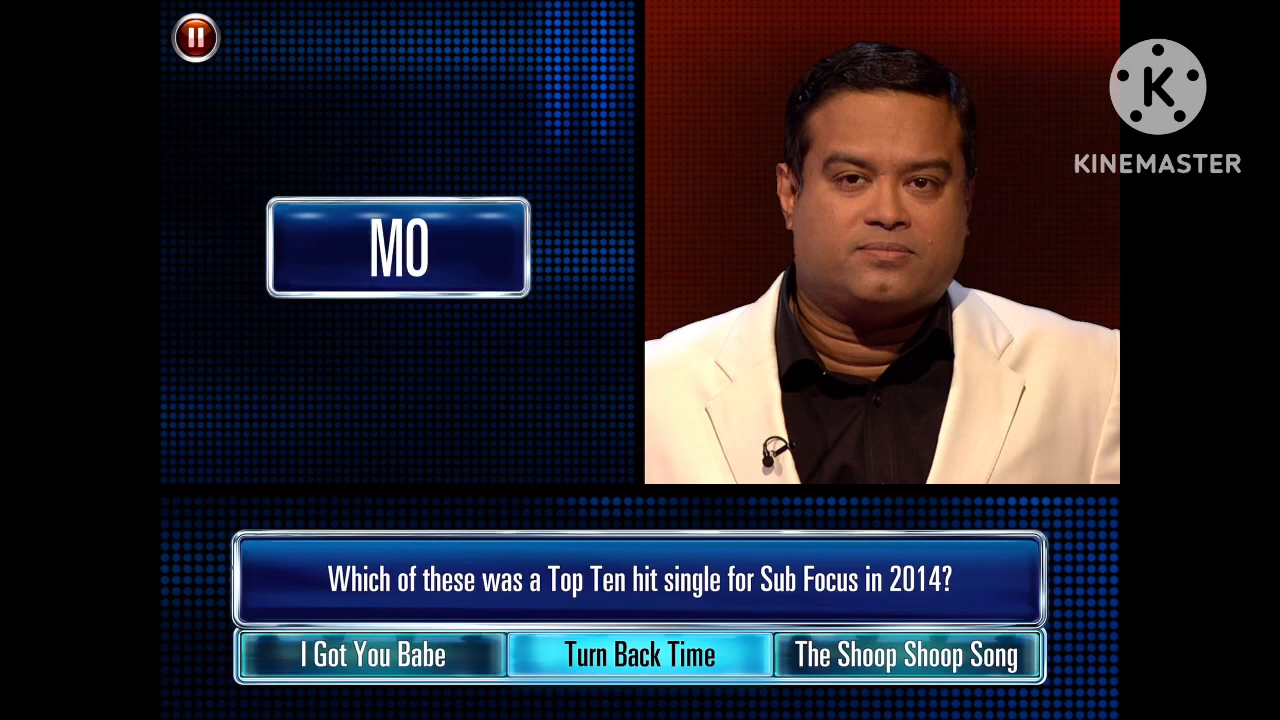 MO
K
KINEMASTER
Which of these was a Top Ten hit single for Sub Focus in 2014?
I Got You Babe
Turn Back Time
The Shoop Shoop Song